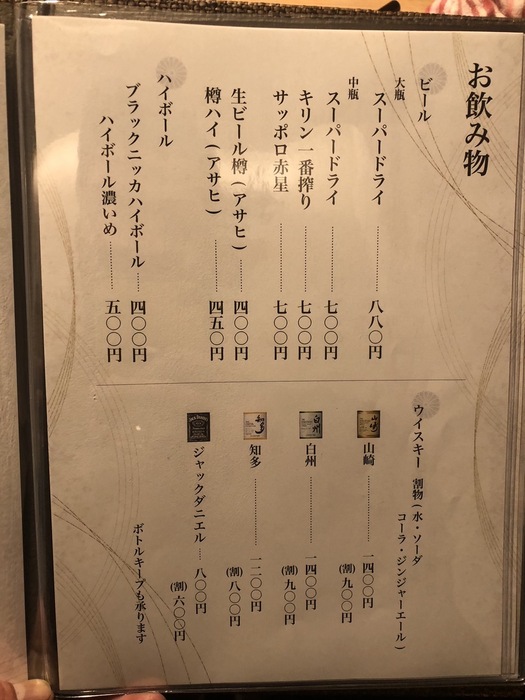 お飲み物
ビール
大瓶
スーパードライ 八八〇円
中瓶
スーパードライ 七〇〇円
キリン一番搾り 七〇〇円
サッポロ赤星 七〇〇円
生ビール樽(アサヒ) 四〇〇円
樽ハイ(アサヒ) 四五〇円
ハイボール
ブラックニッカハイボール 四〇〇円
ハイボール濃いめ 五〇〇円
ウイスキー 割物(水・ソーダ
コーラ・ジンジャーエール)
山崎 一四〇〇円
(割)九〇〇円
白州 一四〇〇円
(割)九〇〇円
知多 一二〇〇円
(割)八〇〇円
ジャックダニエル 八〇〇円
(割)六〇〇円
ボトルキープも承ります